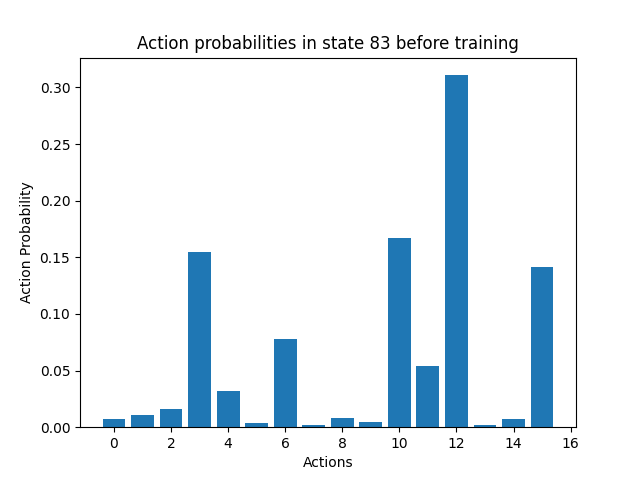 Action probabilities in state 83 before training
Action Probability
0.30
0.25
0.20
0.15
0.10
0.05
0.00
0 2 4 6 8 10 12 14 16
Actions